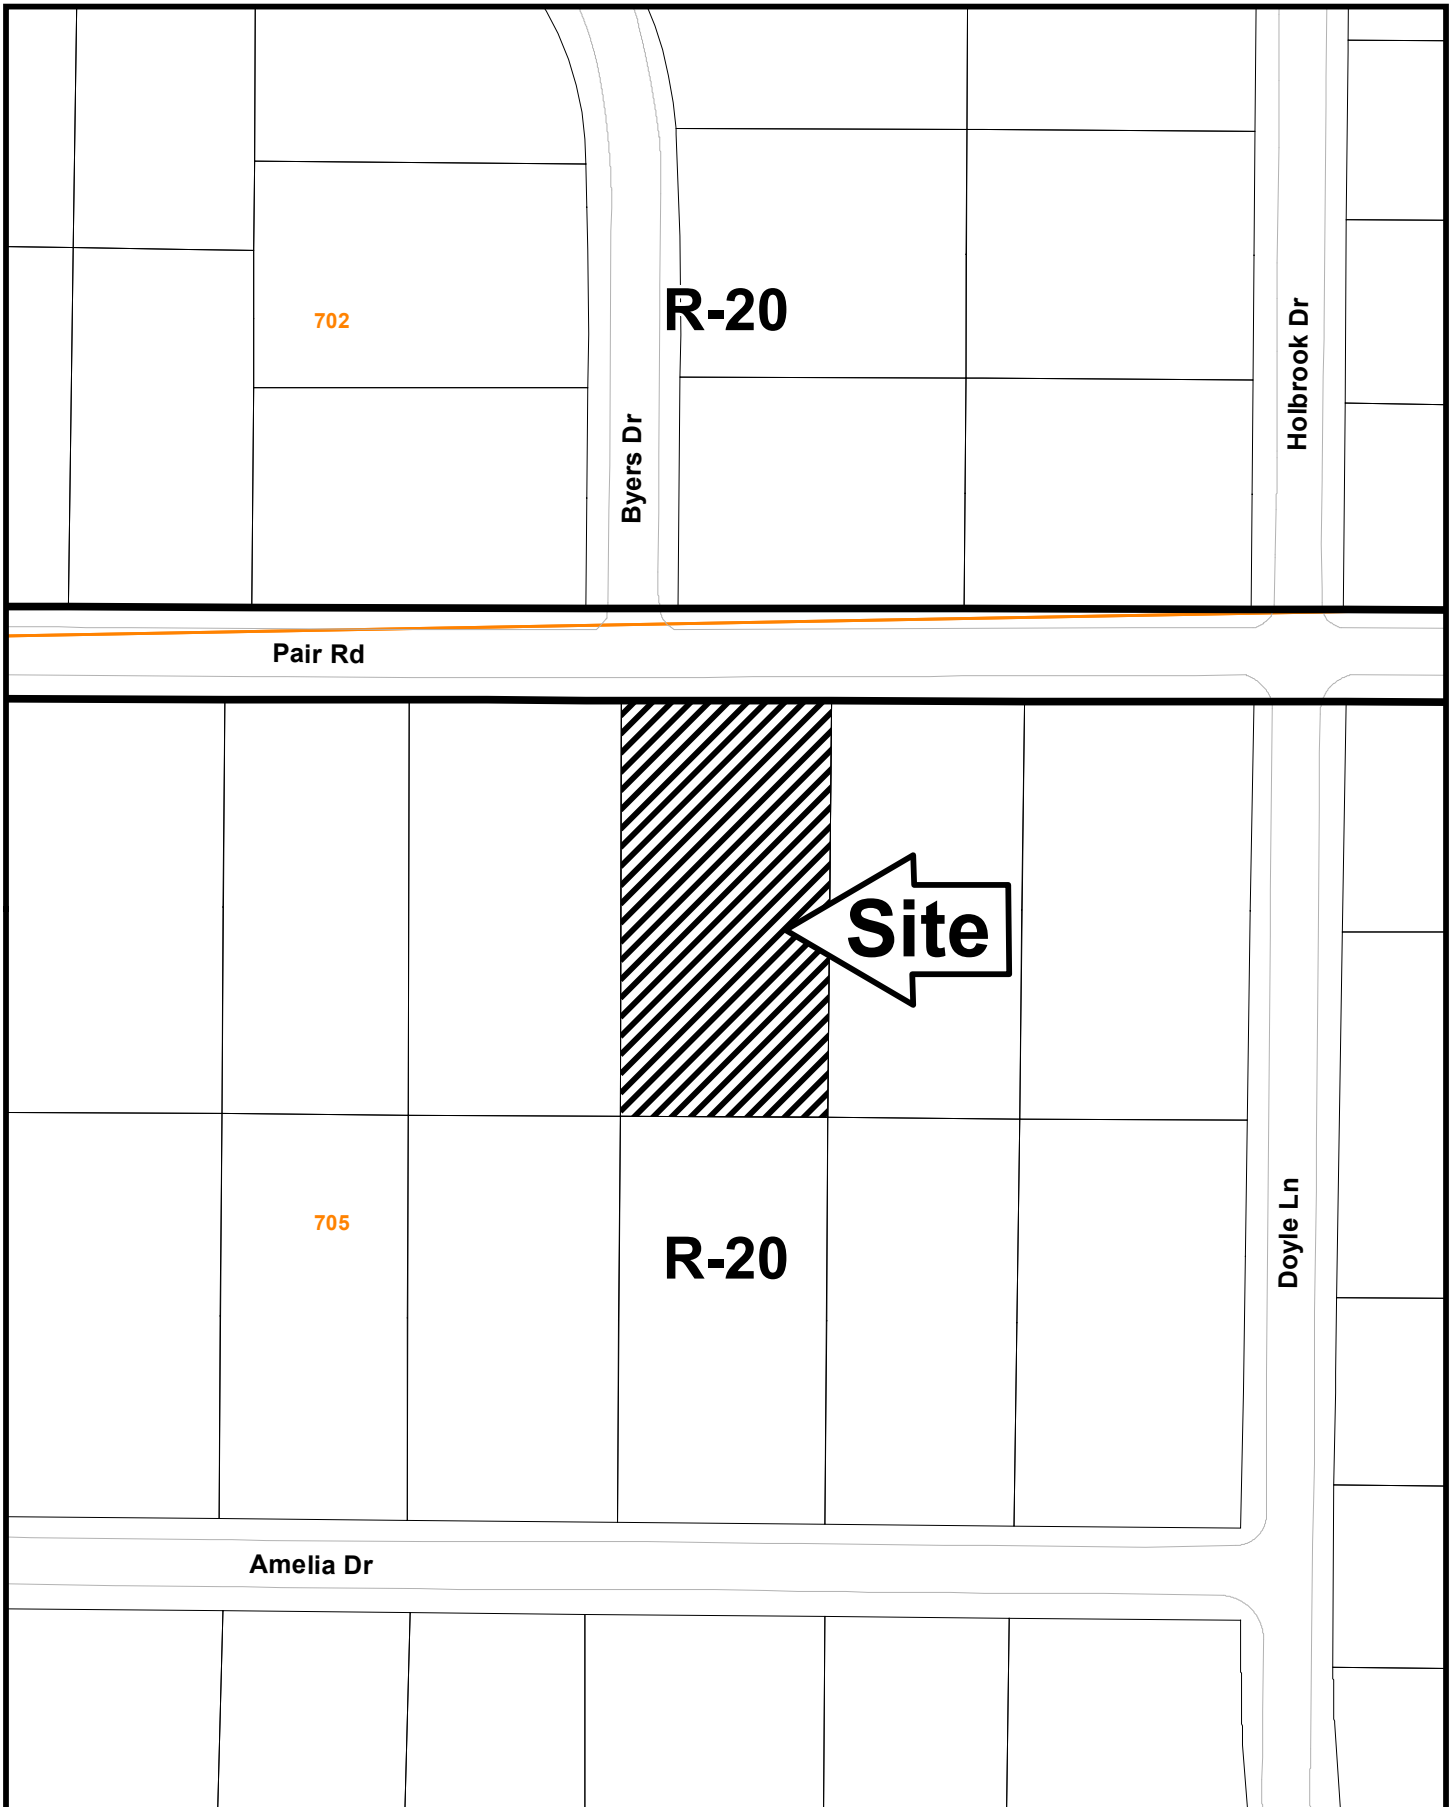 R-20
702
Holbrook Dr
Byers Dr
Pair Rd
Site
705
R-20
Doyle Ln
Amelia Dr